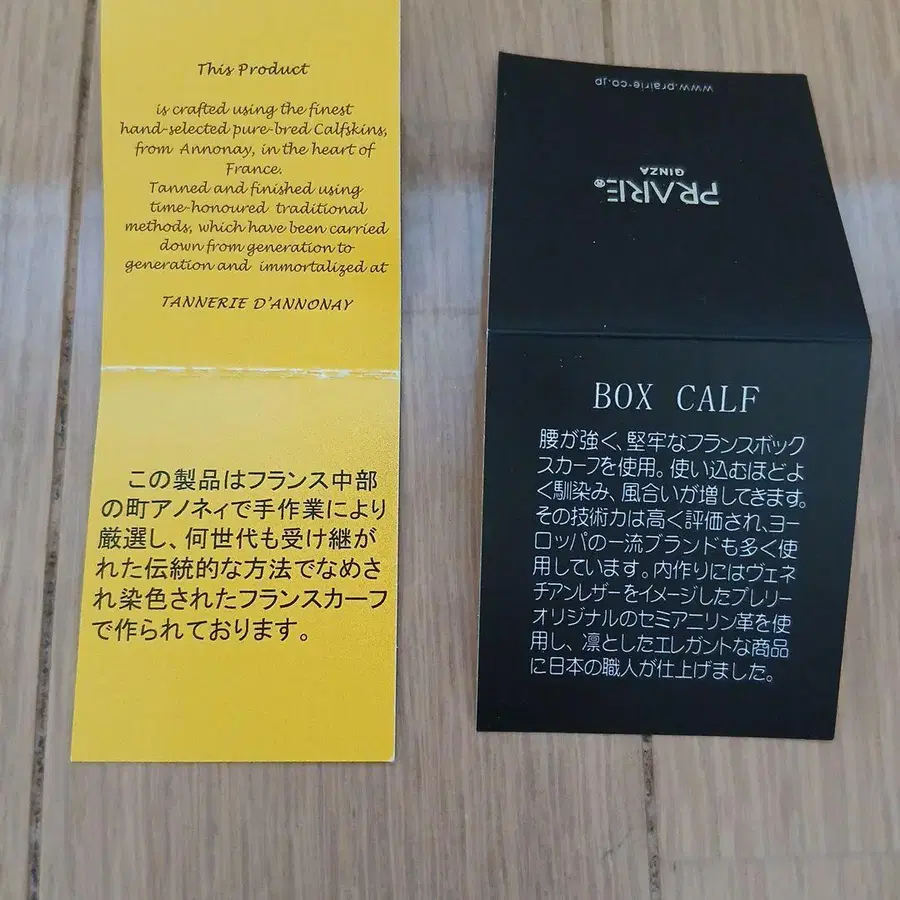 This Product
is crafted using the finest
hand-selected pure-bred Calfskins,
from Annonay, in the heart of
France.
Tanned and finished using
time-honoured traditional
methods, which have been carried
down from generation to
generation and immortalized at
TANNERIE D'ANNONAY
この製品はフランス中部
の町アノネィで手作業により
厳選し、何世代も受け継が
れた伝統的な方法でなめさ
れ染色されたフランスカーフ
で作られております。
www.prairie-co.jp
PRAIRIE®
GINZA
BOX CALF
腰が強く、堅牢なフランスボック
スカーフを使用。使い込むほどよ
く馴染み、風合いが増してきます。
その技術力は高く評価され、ヨー
ロッパの一流ブランドも多く使
用しています。内作りにはヴェネ
チアンレザーをイメージしたプレリー
オリジナルのセミアニリン革を使
用し、凛としたエレガントな商品
に日本の職人が仕上げました。